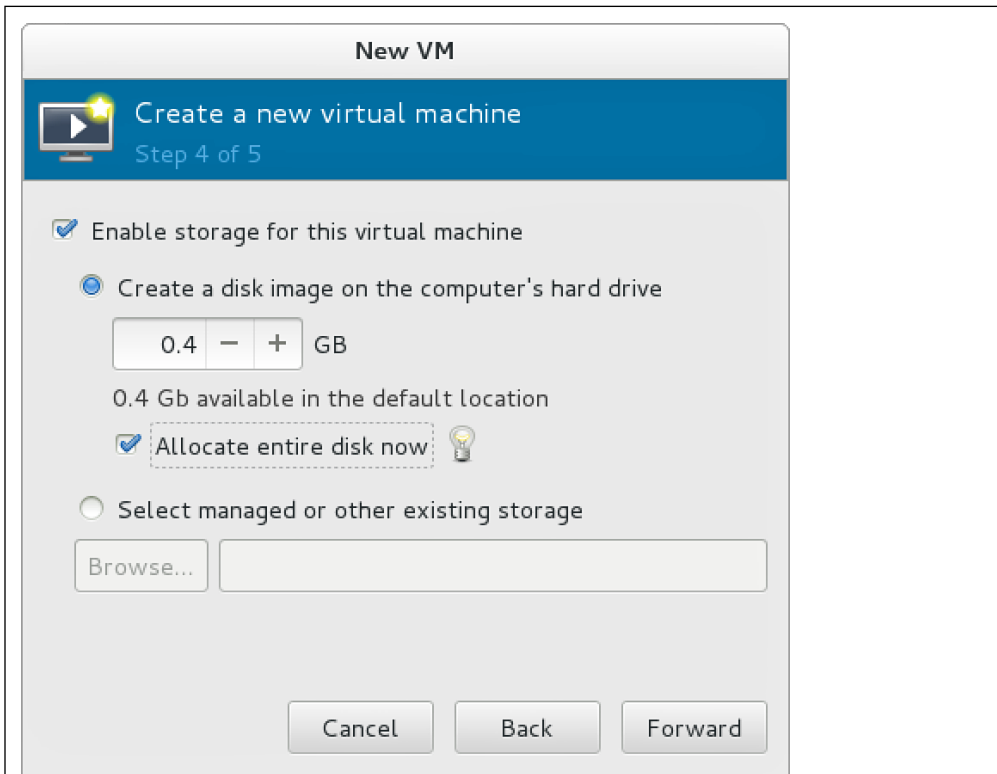 New VM
Create a new virtual machine
Step 4 of 5
Enable storage for this virtual machine
Create a disk image on the computer's hard drive
0.4 − + GB
0.4 Gb available in the default location
Allocate entire disk now
Select managed or other existing storage
Browse...
Cancel Back Forward